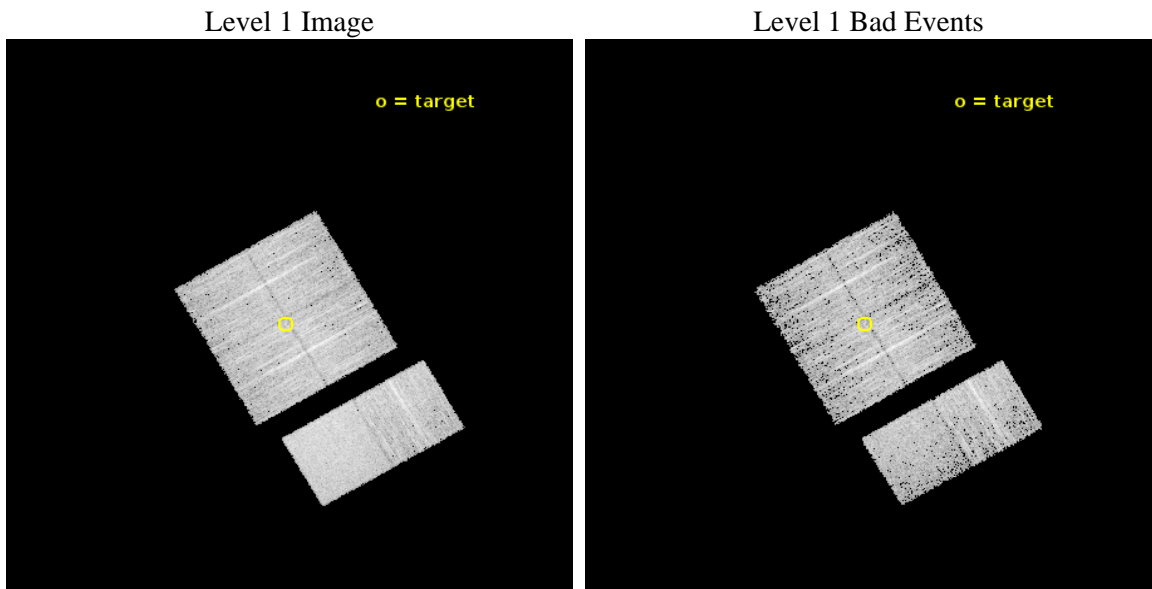 Level 1 Image
Level 1 Bad Events
o = target
o = target